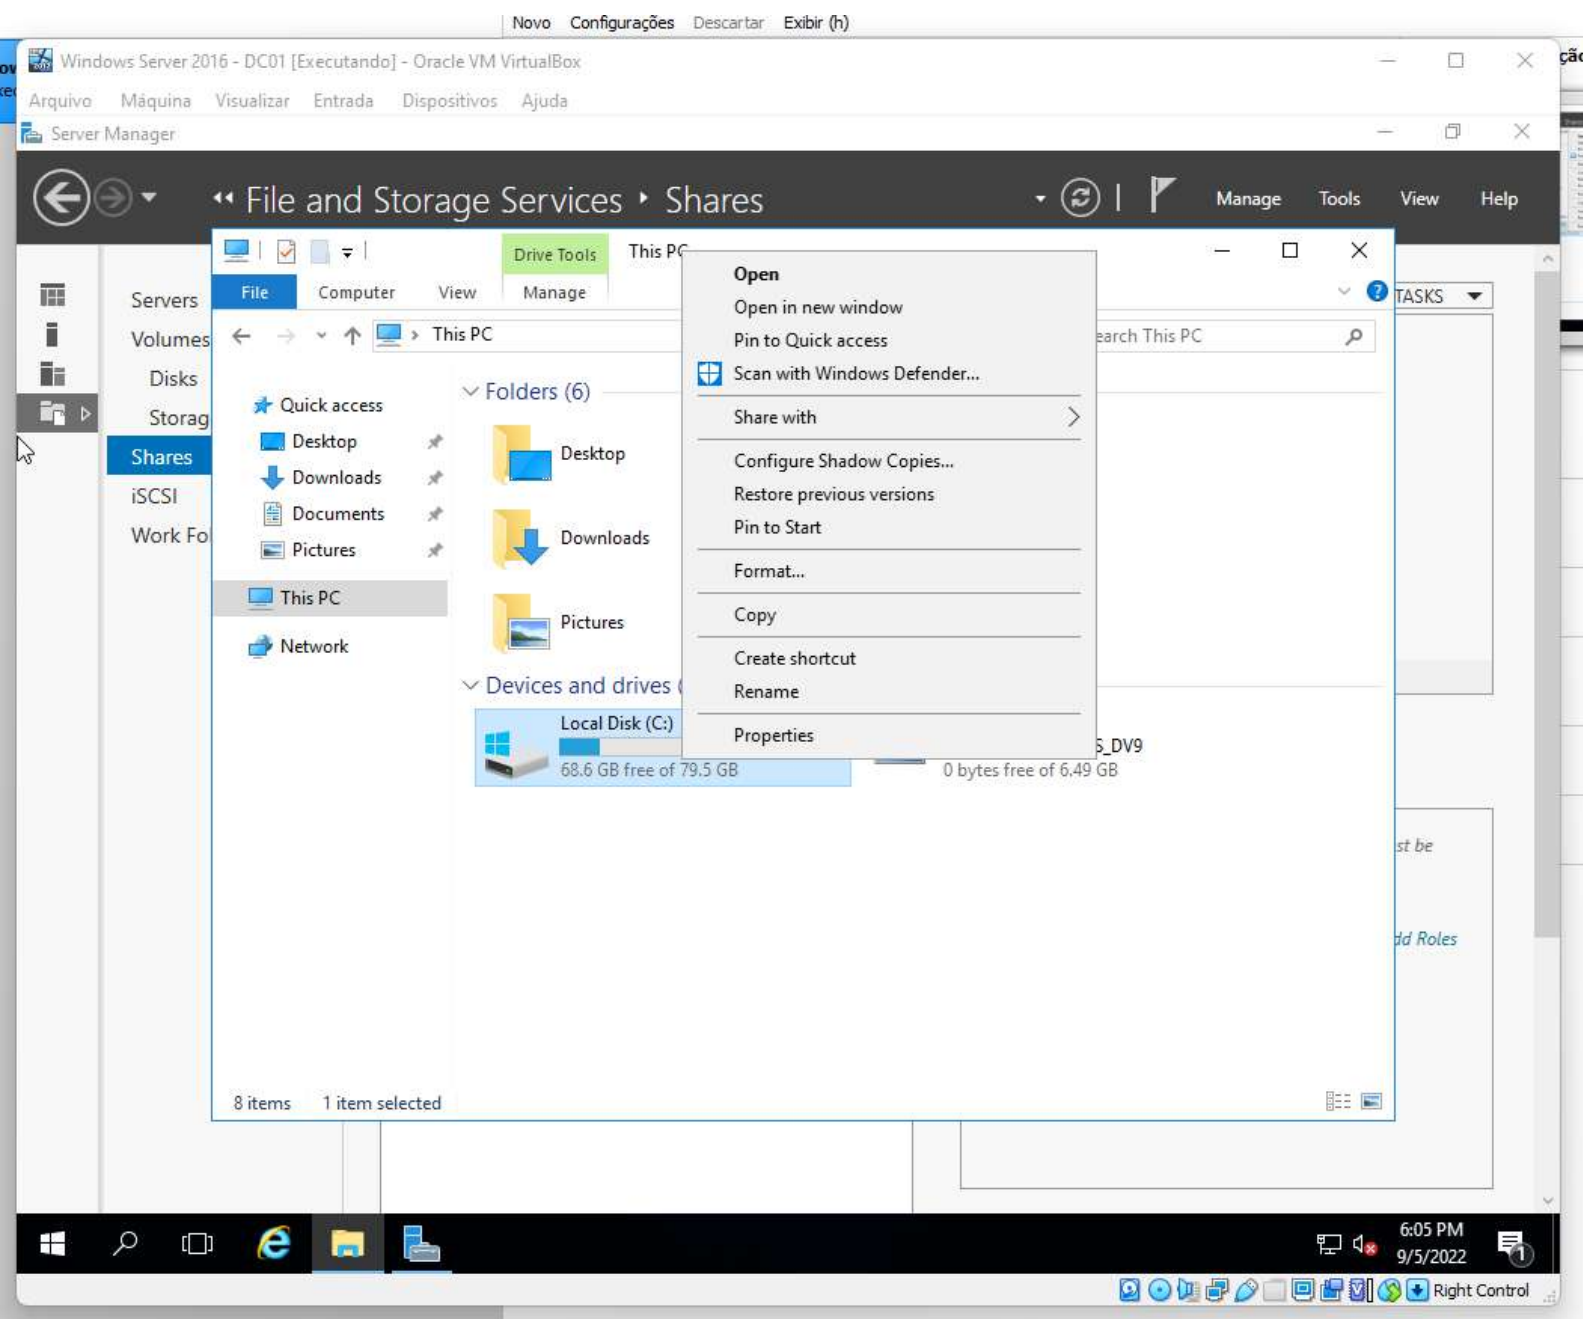 Novo Configurações Descartar Exibir (h)
Windows Server 2016 - DC01 [Executando] - Oracle VM VirtualBox
Arquivo Máquina Visualizar Entrada Dispositivos Ajuda
Server Manager
File and Storage Services Shares
Manage Tools View Help
Drive Tools This PC
File Computer View Manage
This PC
earch This PC
TASKS
Servers
Volumes
Disks
Storag
Shares
iSCSI
Work Fol
Quick access
Desktop
Downloads
Documents
Pictures
This PC
Network
Folders (6)
Desktop
Downloads
Pictures
Devices and drives (
Local Disk (C:)
68.6 GB free of 79.5 GB
S_DV9
0 bytes free of 6.49 GB
Open
Open in new window
Pin to Quick access
Scan with Windows Defender...
Share with
Configure Shadow Copies...
Restore previous versions
Pin to Start
Format...
Copy
Create shortcut
Rename
Properties
st be
dd Roles
8 items 1 item selected
6:05 PM
9/5/2022
1
Right Control